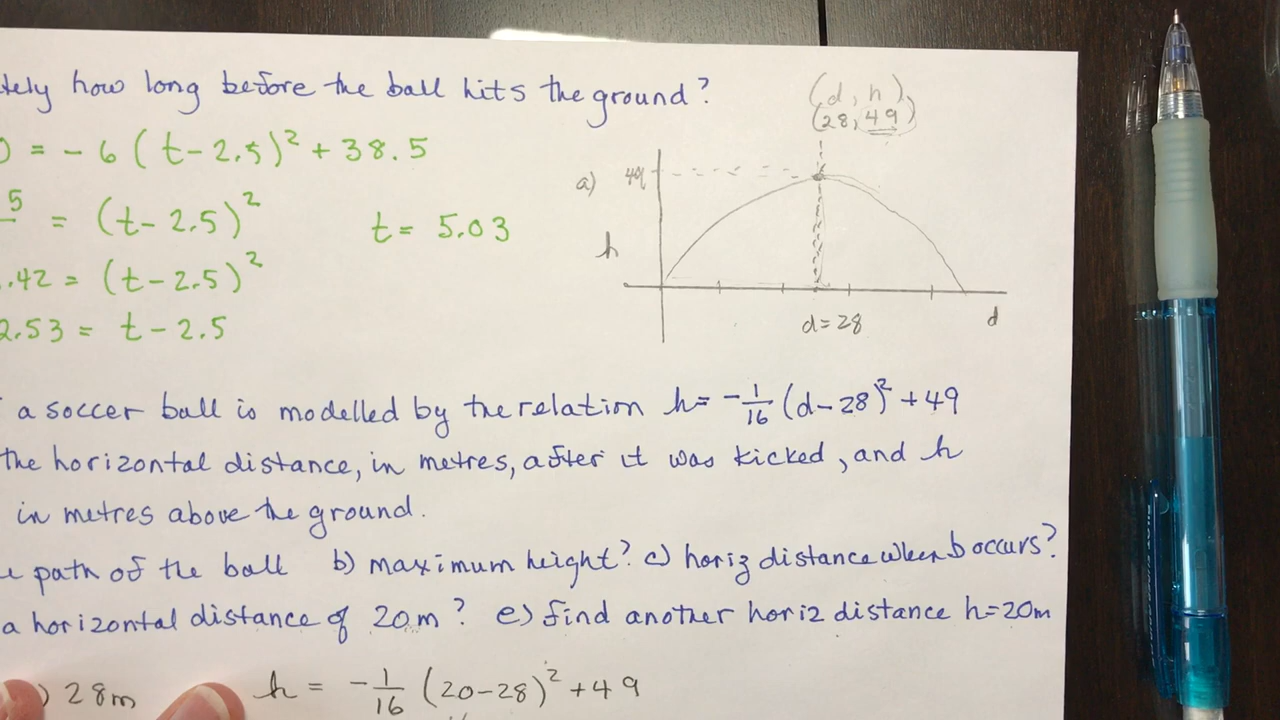 tely how long before the ball hits the ground?
0 = -6 (t-2.5)² + 38.5
5 = (t-2.5)²
.42 = (t-2.5)²
2.53 = t-2.5
t = 5.03
(d, h)
(28, 49)
a) 49
h
d=28
d
a soccer ball is modelled by the relation h = -1/16 (d-28)² + 49
the horizontal distance, in metres, after it was kicked, and h
in metres above the ground.
e path of the ball b) maximum height? c) horiz distance when b occurs?
a horizontal distance of 20m? e) find another horiz distance h=20m
) 28m h = -1/16 (20-28)² + 49